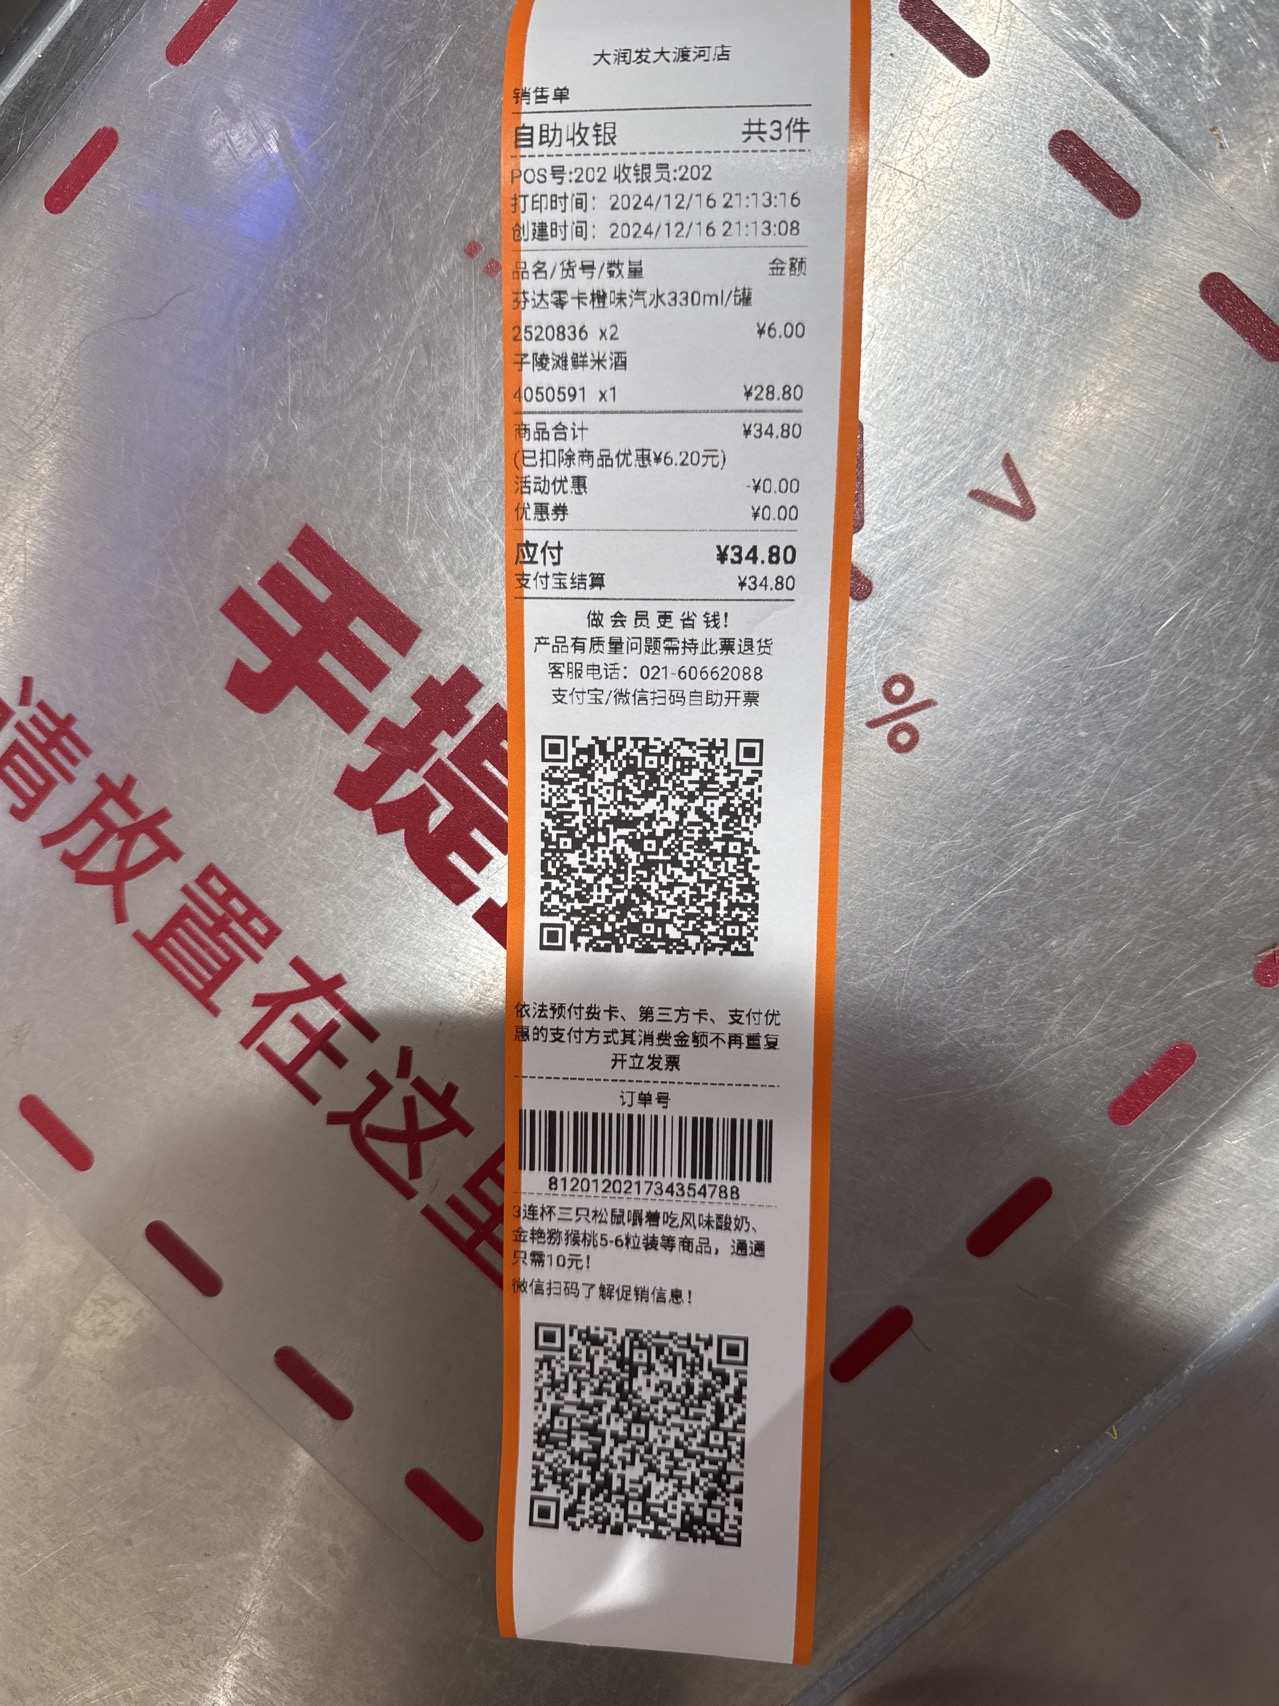 大润发大渡河店
销售单
自助收银 共3件
POS号:202 收银员:202
打印时间：2024/12/16 21:13:16
创建时间：2024/12/16 21:13:08
品名/货号/数量 金额
芬达零卡橙味汽水330ml/罐
2520836 x2 ¥6.00
子陵滩鲜米酒
4050591 x1 ¥28.80
商品合计 ¥34.80
(已扣除商品优惠¥6.20元)
活动优惠 -¥0.00
优惠券 ¥0.00
应付 ¥34.80
支付宝结算 ¥34.80
做会员更省钱!
产品有质量问题需持此票退货
客服电话：021-60662088
支付宝/微信扫码自助开票
依法预付费卡、第三方卡、支付优
惠的支付方式其消费金额不再重复
开立发票
订单号
812012021734354788
3连杯三只松鼠嚼着吃风味酸奶、
金艳猕猴桃5-6粒装等商品，通通
只需10元!
微信扫码了解促销信息!
手提
请放置在这里
%